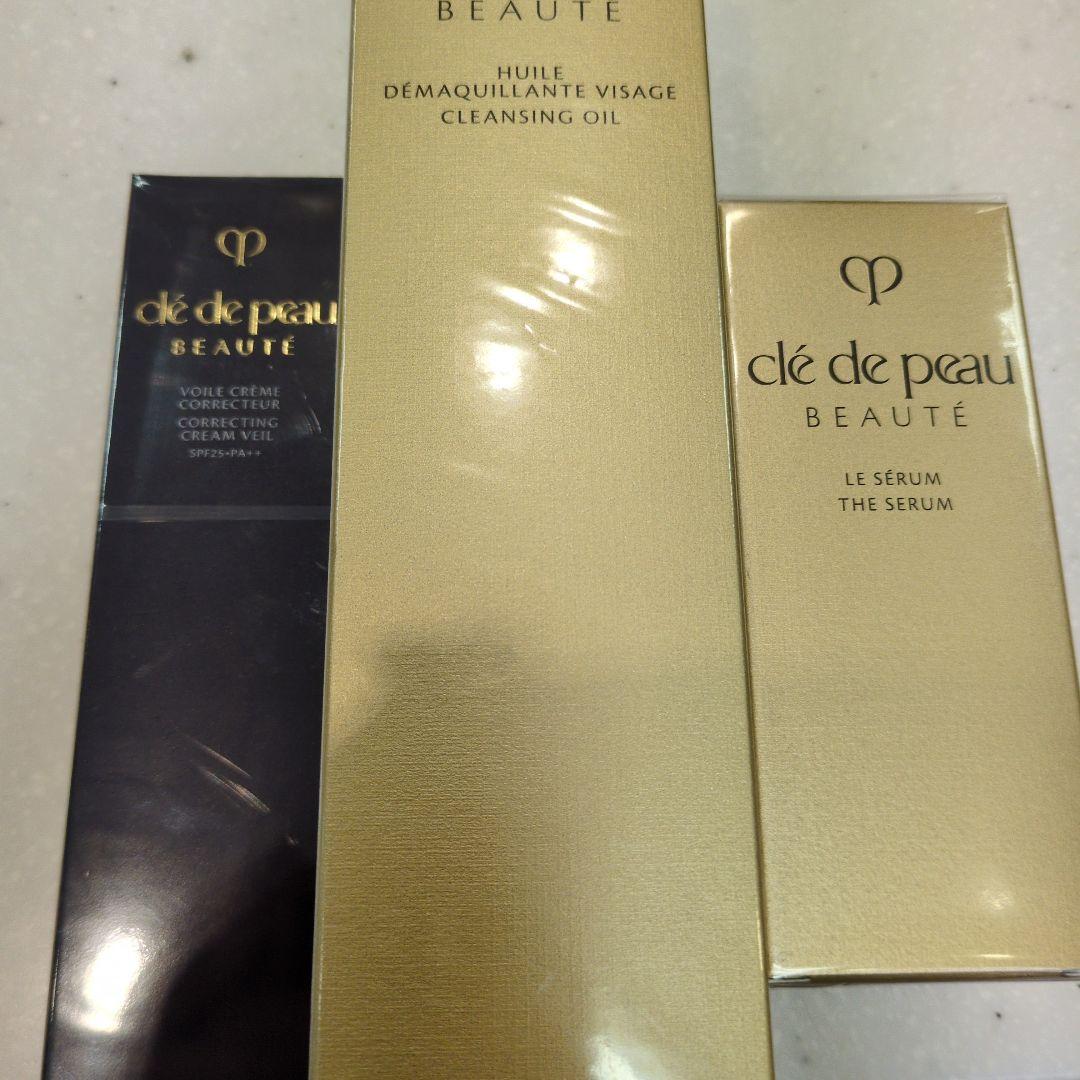 clé de peau
BEAUTÉ
VOILE CRÈME
CORRECTEUR
CORRECTING
CREAM VEIL
SPF25•PA++
BEAUTÉ
HUILE
DÉMAQUILLANTE VISAGE
CLEANSING OIL
clé de peau
BEAUTÉ
LE SÉRUM
THE SERUM